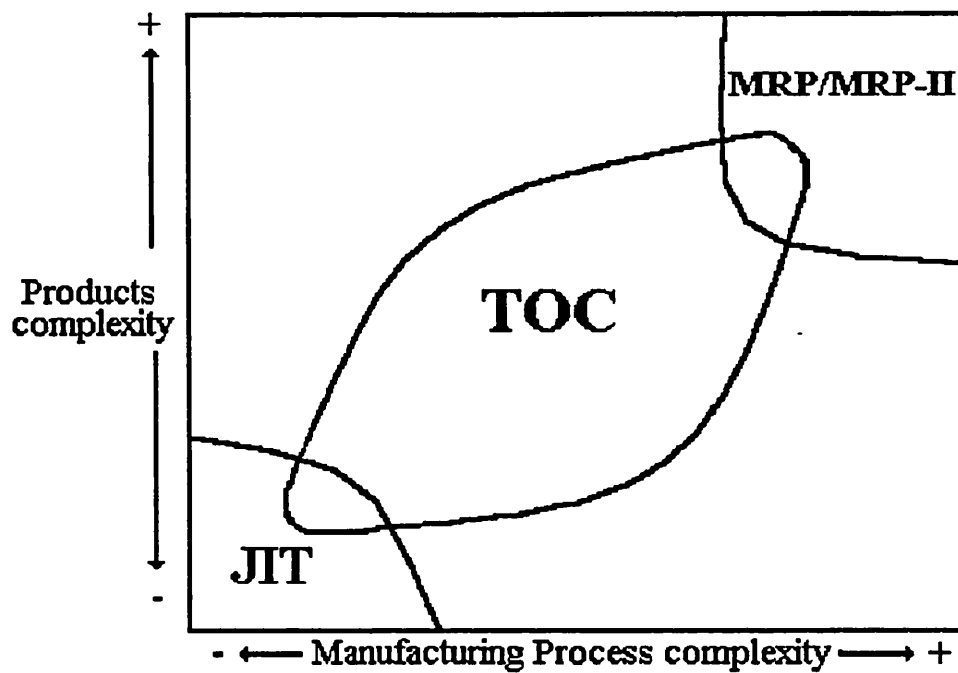 +
MRP/MRP-II
Products
complexity
TOC
JIT
-
- Manufacturing Process complexity +